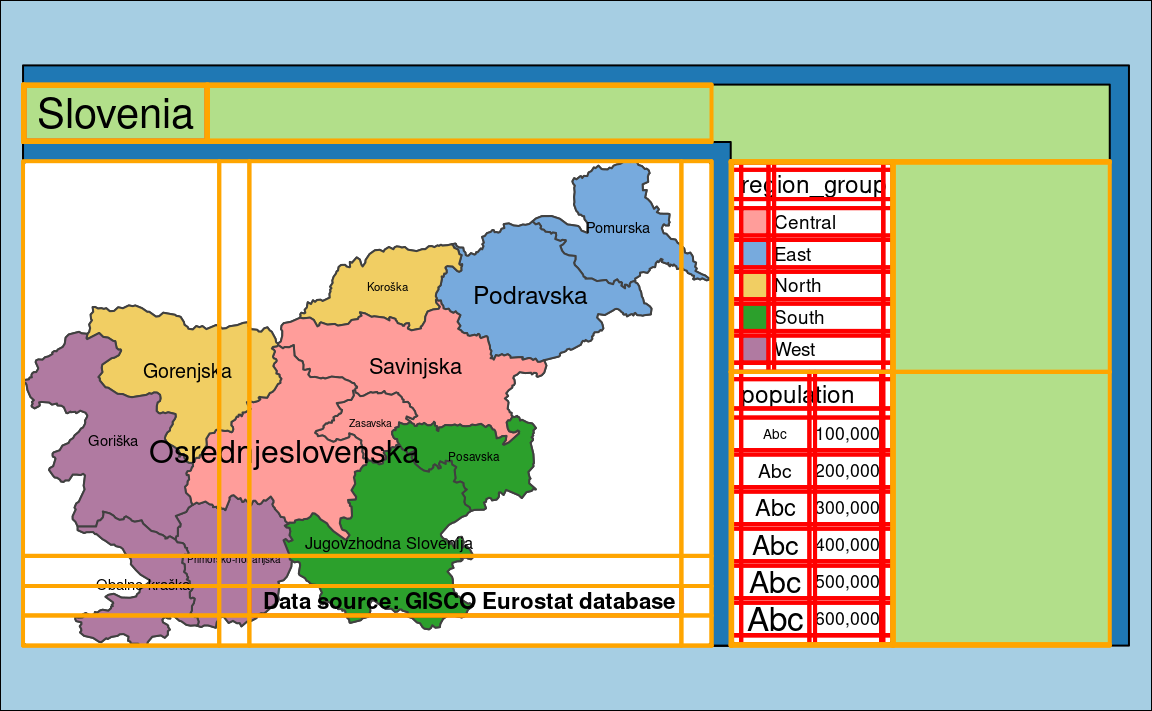 Slovenia
Pomurska
Koroška
Podravska
Gorenjska
Savinjska
Zasavska
Goriška
Osrednjeslovenska
Posavska
Jugovzhodna Slovenija
Primorsko-notranjska
Obalno-kraška
Data source: GISCO Eurostat database
region_group
Central
East
North
South
West
population
Abc 100,000
Abc 200,000
Abc 300,000
Abc 400,000
Abc 500,000
Abc 600,000